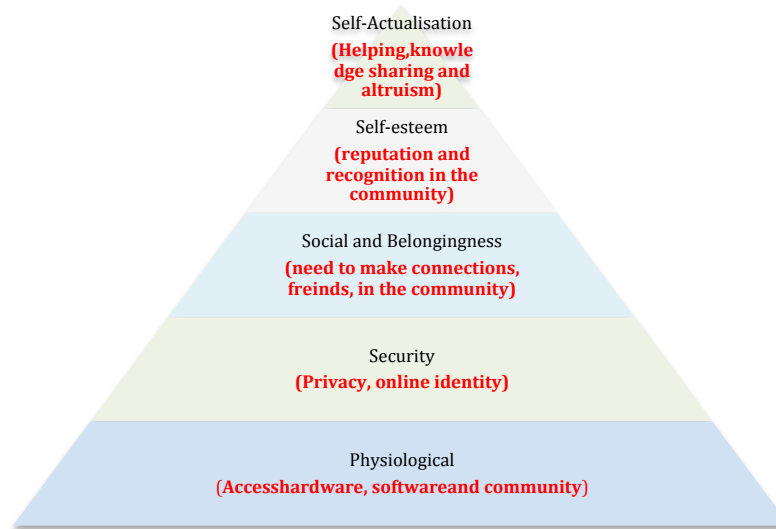 Self-Actualisation
(Helping,knowle
dge sharing and
altruism)
Self-esteem
(reputation and
recognition in the
community)
Social and Belongingness
(need to make connections,
freinds, in the community)
Security
(Privacy, online identity)
Physiological
(Accesshardware, softwareand community)